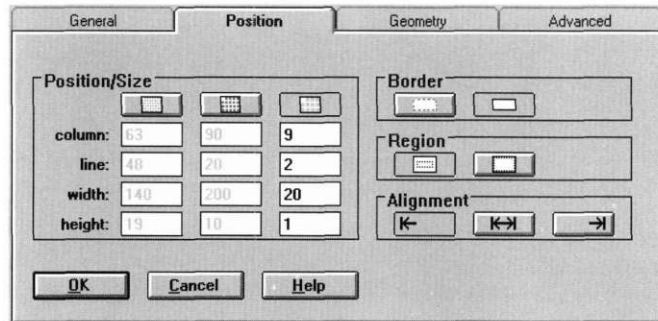 General Position Geometry Advanced
Position/Size
column: 63 90 9
line: 48 20 2
width: 140 200 20
height: 19 10 1
Border
Region
Alignment
OK Cancel Help